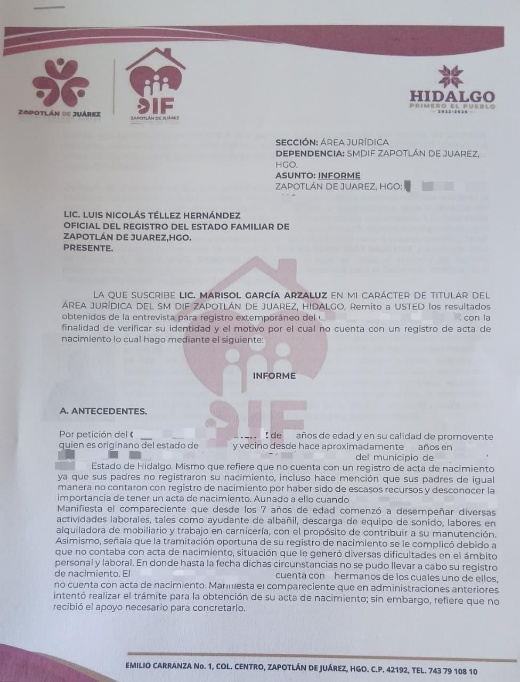 ZAPOTLÁN DE JUÁREZ
DIF
ZAPOTLÁN DE JUÁREZ
HIDALGO
PRIMERO EL PUEBLO
SECCIÓN: ÁREA JURÍDICA
DEPENDENCIA: SMDIF ZAPOTLÁN DE JUAREZ,
HGO.
ASUNTO: INFORME
ZAPOTLÁN DE JUAREZ, HGO:
LIC. LUIS NICOLÁS TÉLLEZ HERNÁNDEZ
OFICIAL DEL REGISTRO DEL ESTADO FAMILIAR DE
ZAPOTLÁN DE JUAREZ,HGO.
PRESENTE.
LA QUE SUSCRIBE LIC. MARISOL GARCÍA ARZALUZ EN MI CARÁCTER DE TITULAR DEL
ÁREA JURÍDICA DEL SM DIF ZAPOTLÁN DE JUAREZ, HIDALGO, Remito a USTED los resultados
obtenidos de la entrevista para registro extemporáneo del con la
finalidad de verificar su identidad y el motivo por el cual no cuenta con un registro de acta de
nacimiento lo cual hago mediante el siguiente:
INFORME
A. ANTECEDENTES.
Por petición del de años de edad y en su calidad de promovente
quien es originario del estado de y vecino desde hace aproximadamente años en
del municipio de
Estado de Hidalgo. Mismo que refiere que no cuenta con un registro de acta de nacimiento
ya que sus padres no registraron su nacimiento, incluso hace mención que sus padres de igual
manera no contaron con registro de nacimiento por haber sido de escasos recursos y desconocer la
importancia de tener un acta de nacimiento. Aunado a ello cuando
Manifiesta el compareciente que desde los 7 años de edad comenzó a desempeñar diversas
actividades laborales, tales como ayudante de albañil, descarga de equipo de sonido, labores en
alquiladora de mobiliario y trabajo en carnicería, con el propósito de contribuir a su manutención.
Asimismo, señala que la tramitación oportuna de su registro de nacimiento se le complicó debido a
que no contaba con acta de nacimiento, situación que le generó diversas dificultades en el ámbito
personal y laboral. En donde hasta la fecha dichas circunstancias no se pudo llevar a cabo su registro
de nacimiento. El cuenta con hermanos de los cuales uno de ellos,
no cuenta con acta de nacimiento. Manifiesta el compareciente que en administraciones anteriores
intentó realizar el trámite para la obtención de su acta de nacimiento; sin embargo, refiere que no
recibió el apoyo necesario para concretarlo.
EMILIO CARRANZA No. 1, COL. CENTRO, ZAPOTLÁN DE JUÁREZ, HGO. C.P. 42192, TEL. 743 79 108 10